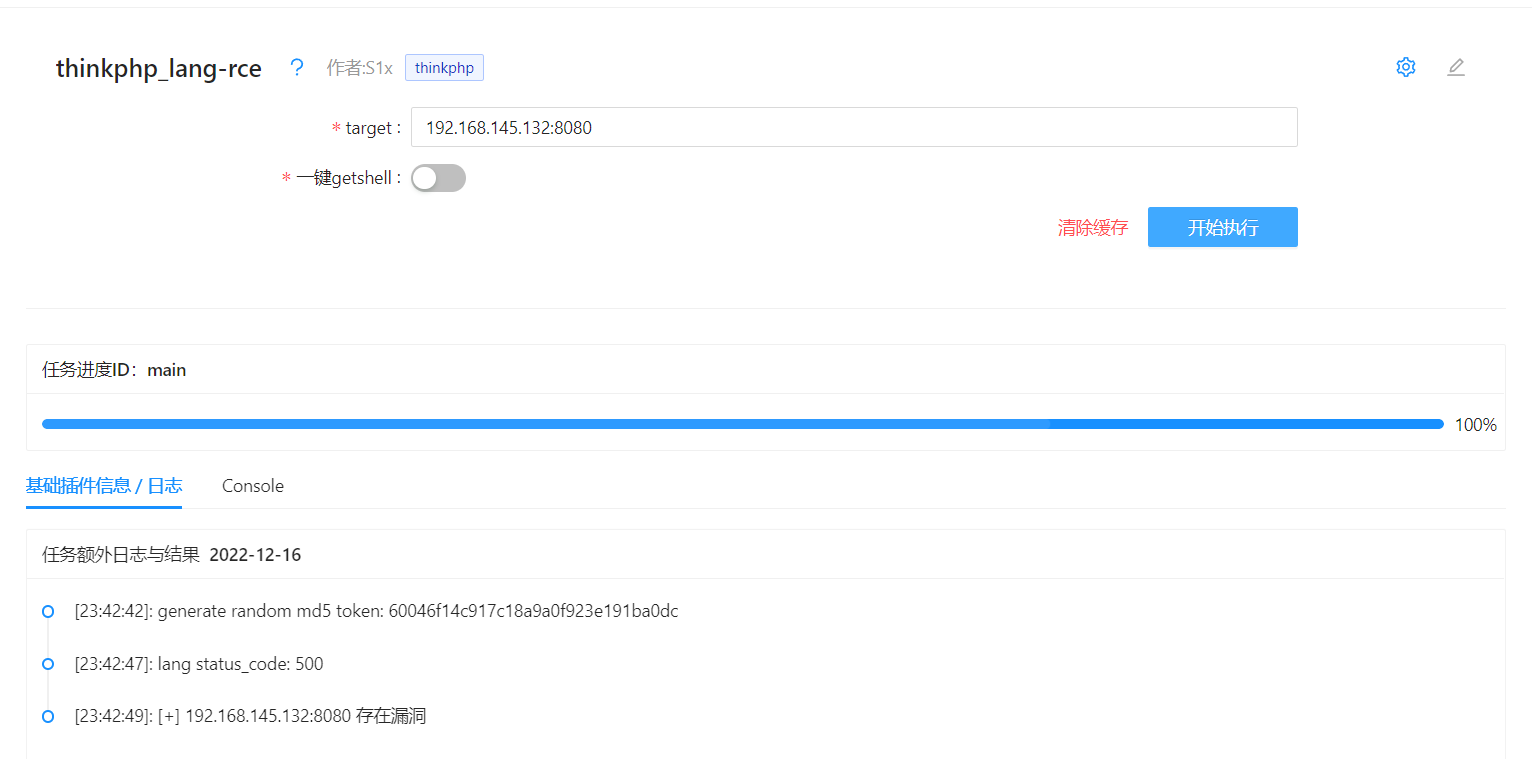 thinkphp_lang-rce ? 作者:S1x thinkphp
* target : 192.168.145.132:8080
* 一键getshell :
清除缓存 开始执行
任务进度ID：main
100%
基础插件信息 / 日志 Console
任务额外日志与结果 2022-12-16
[23:42:42]: generate random md5 token: 60046f14c917c18a9a0f923e191ba0dc
[23:42:47]: lang status_code: 500
[23:42:49]: [+] 192.168.145.132:8080 存在漏洞